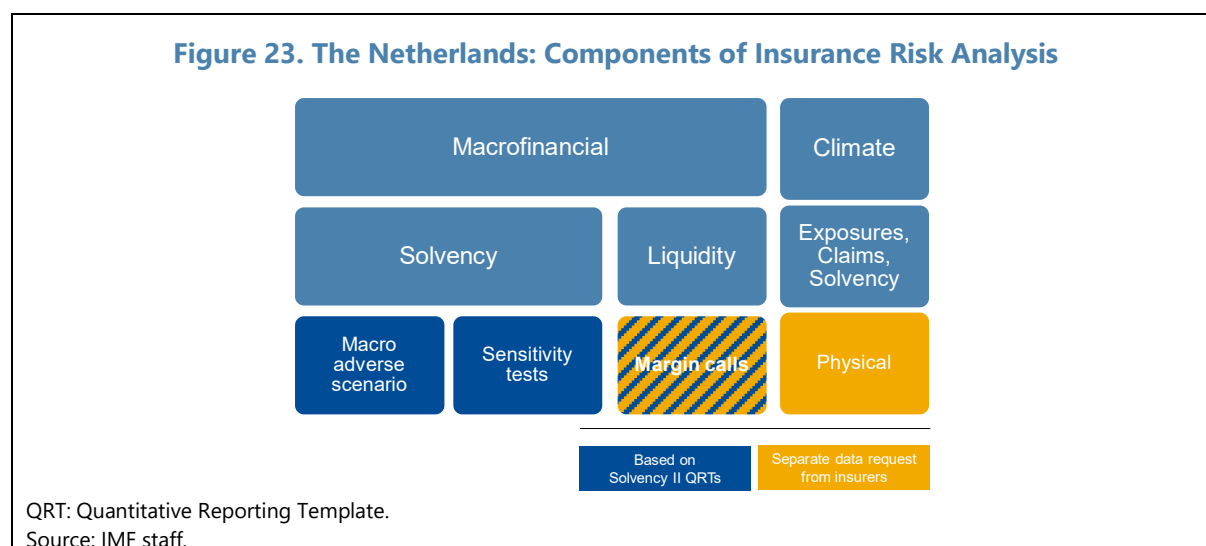 Figure 23. The Netherlands: Components of Insurance Risk Analysis
Macrofinancial
Climate
Solvency
Liquidity
Exposures,
Claims,
Solvency
Macro
adverse
scenario
Sensitivity
tests
Margin calls
Physical
Based on
Solvency II QRTs
Separate data request
from insurers
QRT: Quantitative Reporting Template.
Source: IMF staff.